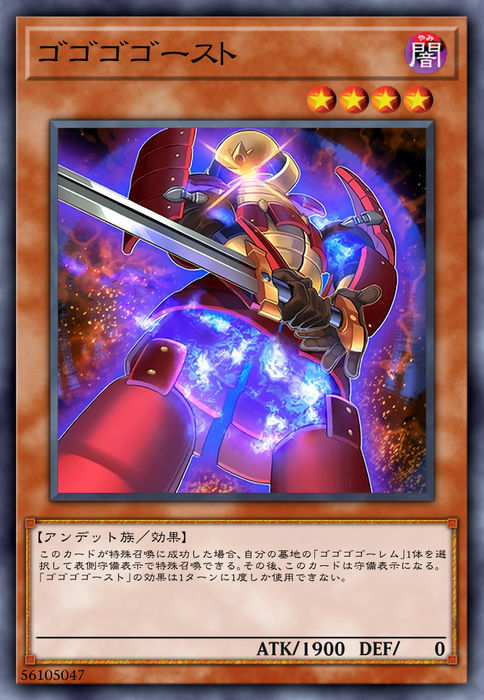 ゴゴゴゴースト
やみ
闇
【アンデット族／効果】
このカードが特殊召喚に成功した場合、自分の墓地の「ゴゴゴゴーレム」1体を選
択して表側守備表示で特殊召喚できる。その後、このカードは守備表示になる。
「ゴゴゴゴースト」の効果は1ターンに1度しか使用できない。
ATK/1900 DEF/ 0
56105047